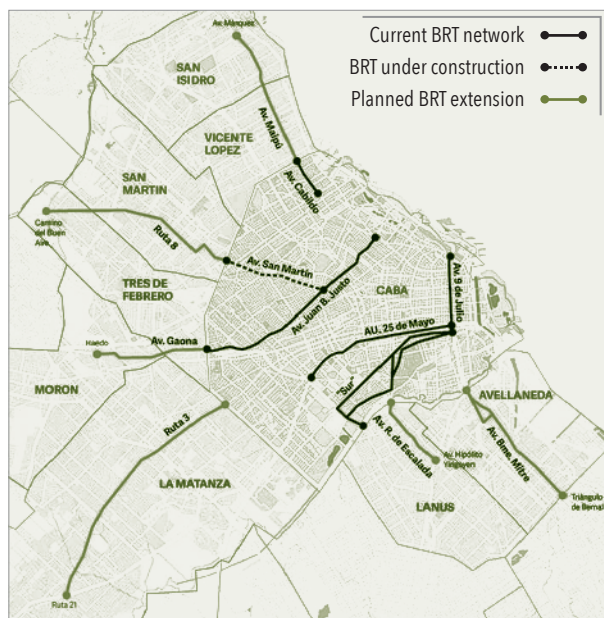 Current BRT network
BRT under construction
Planned BRT extension
Av. Márquez
SAN
ISIDRO
Av. Maipú
VICENTE
LOPEZ
Av. Cabildo
SAN
MARTIN
Camino
del Buen
Aire
Ruta 8
Av. San Martín
TRES DE
FEBRERO
CABA
Av. 9 de Julio
Av. Juan B. Justo
AU. 25 de Mayo
Haedo
Av. Gaona
MORON
"Sur"
AVELLANEDA
Ruta 3
Av. R. de Escalada
Av. Hipólito
Yirigoyen
Av. Bme. Mitre
LA MATANZA
LANUS
Triángulo
de Bernal
Ruta 21